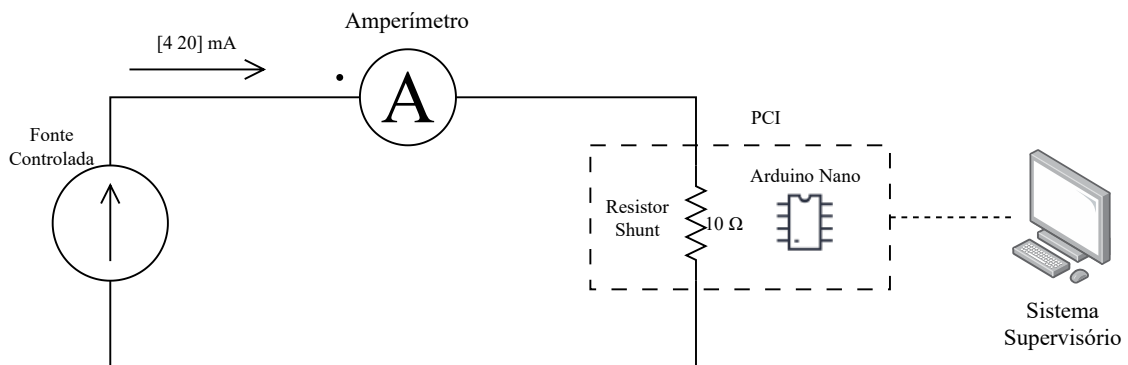 Amperímetro
[4 20] mA
A
Fonte
Controlada
PCI
Arduino Nano
Resistor
Shunt
10 Ω
Sistema
Supervisório